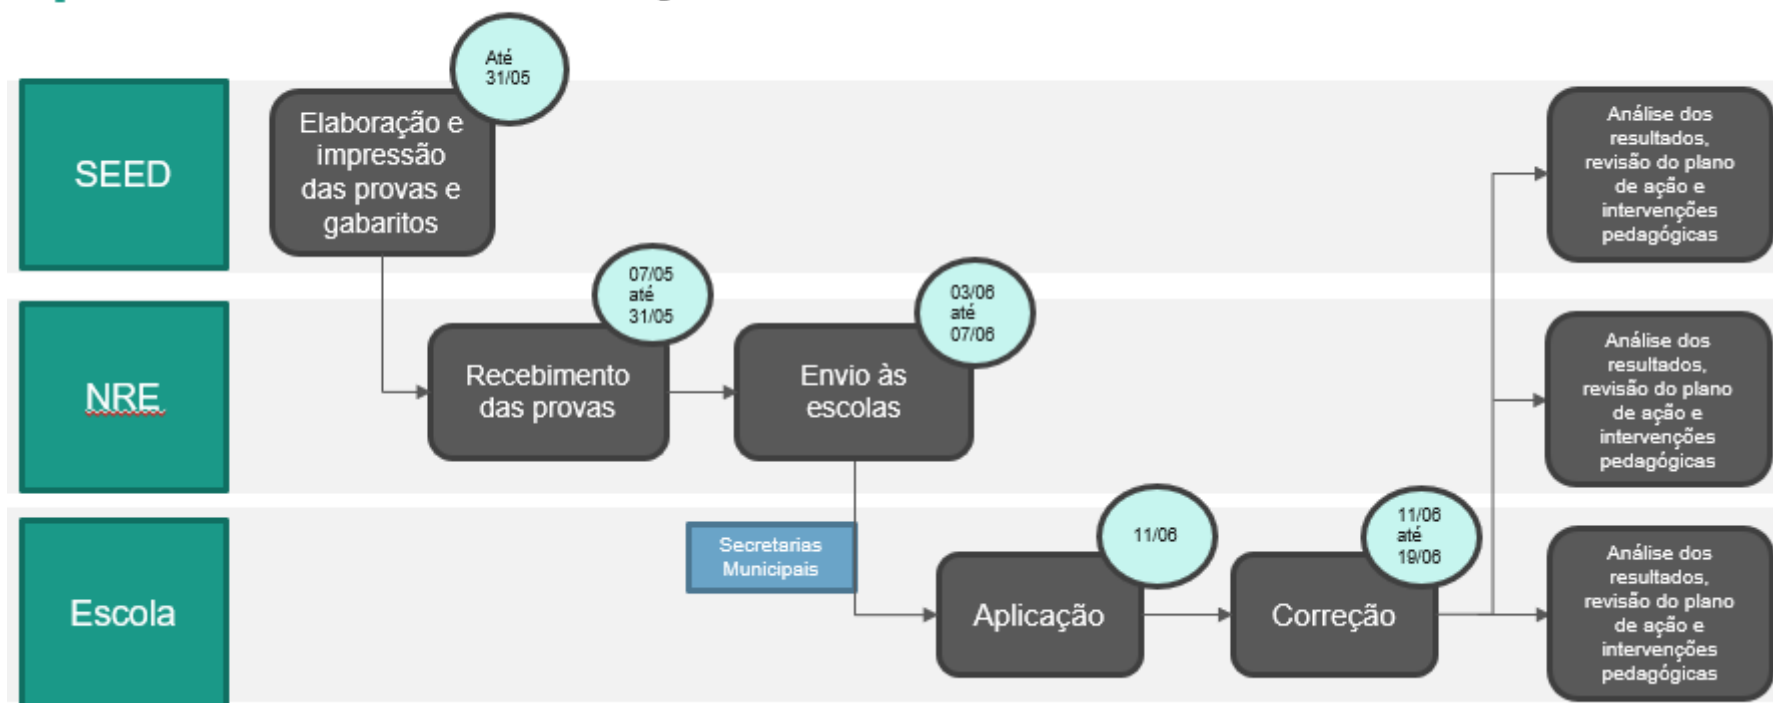 Até
31/05
SEED
Elaboração e
impressão
das provas e
gabaritos
Análise dos
resultados,
revisão do plano
de ação e
intervenções
pedagógicas
07/05
até
31/05
03/06
até
07/06
NRE
Recebimento
das provas
Envio às
escolas
Análise dos
resultados,
revisão do plano
de ação e
intervenções
pedagógicas
Secretarias
Municipais
11/06
11/06
até
19/06
Escola
Aplicação
Correção
Análise dos
resultados,
revisão do plano
de ação e
intervenções
pedagógicas